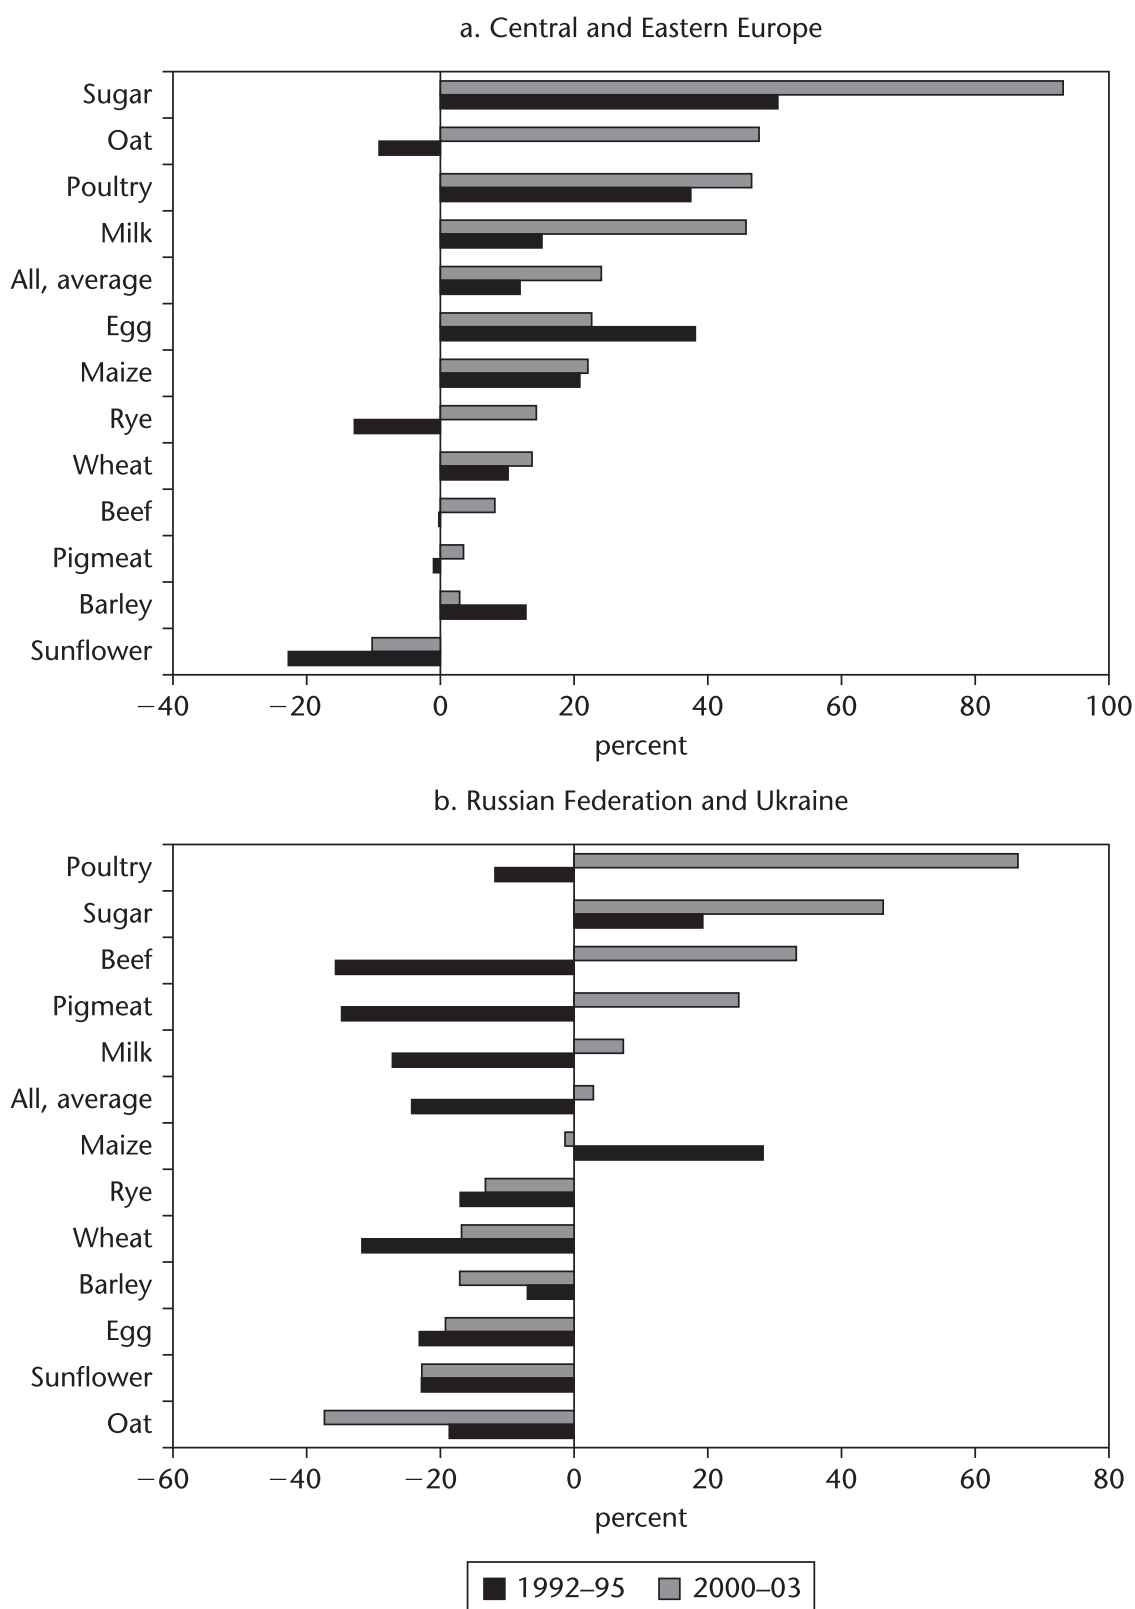 a. Central and Eastern Europe
Sugar
Oat
Poultry
Milk
All, average
Egg
Maize
Rye
Wheat
Beef
Pigmeat
Barley
Sunflower
−40 −20 0 20 40 60 80 100
percent
b. Russian Federation and Ukraine
Poultry
Sugar
Beef
Pigmeat
Milk
All, average
Maize
Rye
Wheat
Barley
Egg
Sunflower
Oat
−60 −40 −20 0 20 40 60 80
percent
1992–95 2000–03